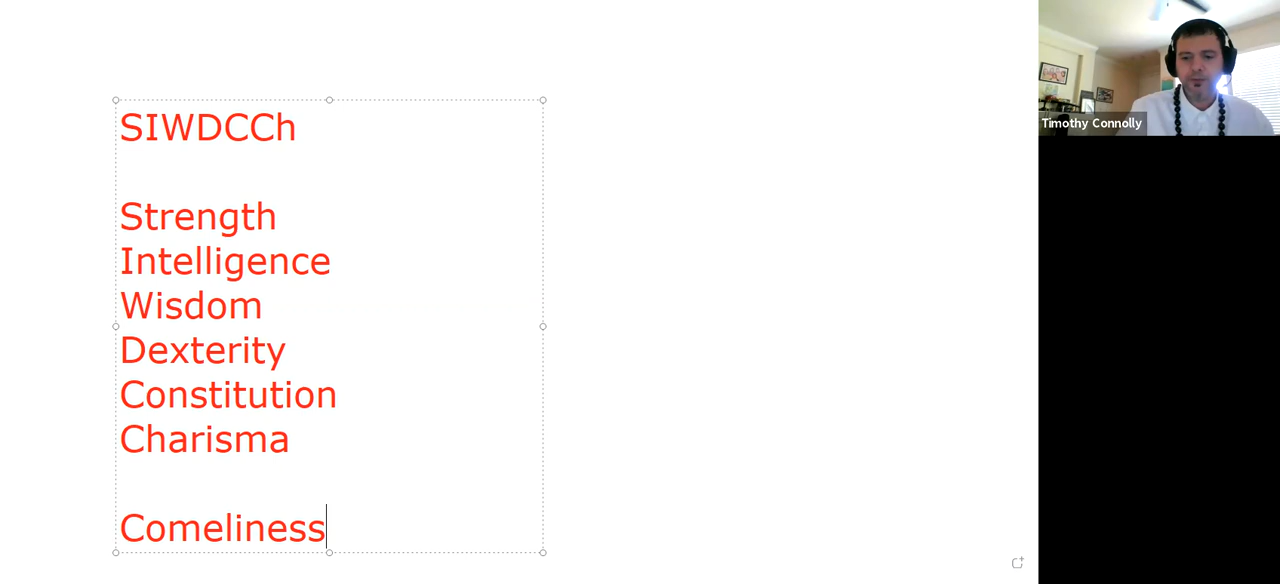 SIWDCCh
Strength
Intelligence
Wisdom
Dexterity
Constitution
Charisma
Comeliness
Timothy Connolly